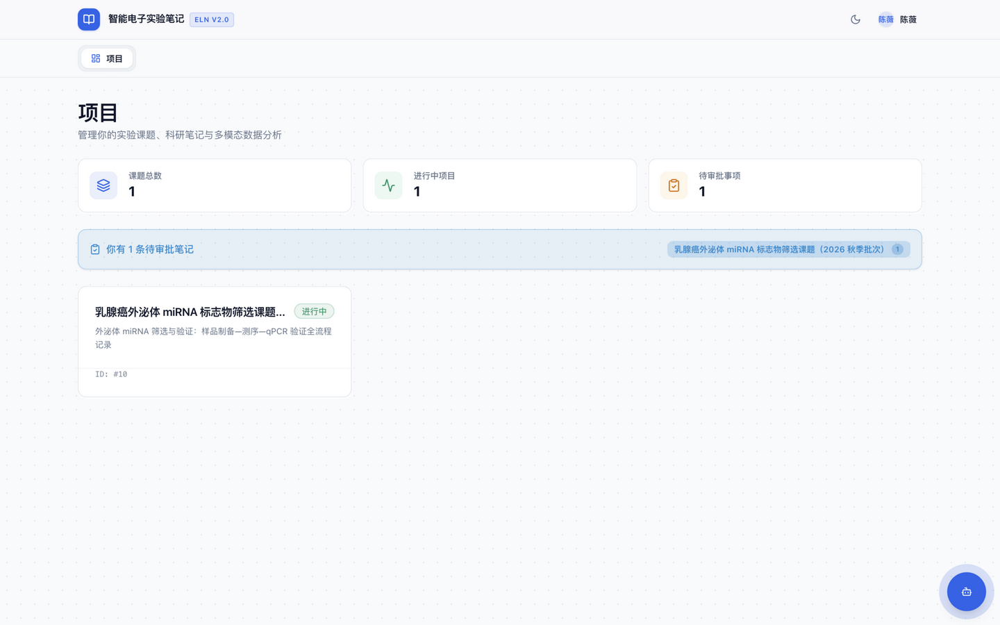 智能电子实验笔记 ELN V2.0
陈薇 陈薇
项目
项目
管理你的实验课题、科研笔记与多模态数据分析
课题总数
1
进行中项目
1
待审批事项
1
你有 1 条待审批笔记
乳腺癌外泌体 miRNA 标志物筛选课题（2026 秋季批次） 1
乳腺癌外泌体 miRNA 标志物筛选课题... 进行中
外泌体 miRNA 筛选与验证：样品制备—测序—qPCR 验证全流程
记录
ID: #10